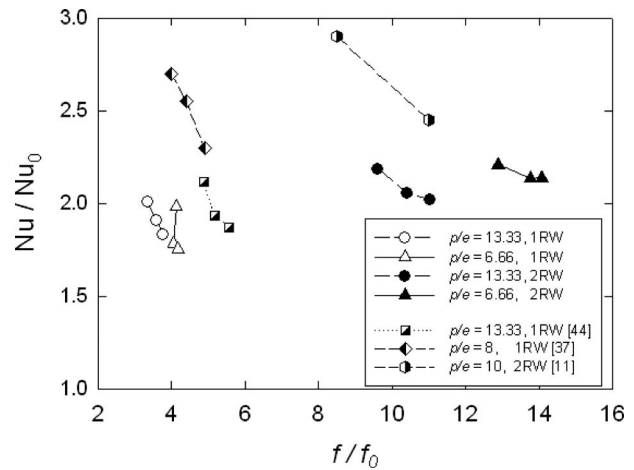 3.0
2.5
2.0
1.5
1.0
Nu / Nu0
2 4 6 8 10 12 14 16
f / f0
p/e = 13.33, 1RW
p/e = 6.66, 1RW
p/e = 13.33, 2RW
p/e = 6.66, 2RW
p/e = 13.33, 1RW [44]
p/e = 8, 1RW [37]
p/e = 10, 2RW [11]